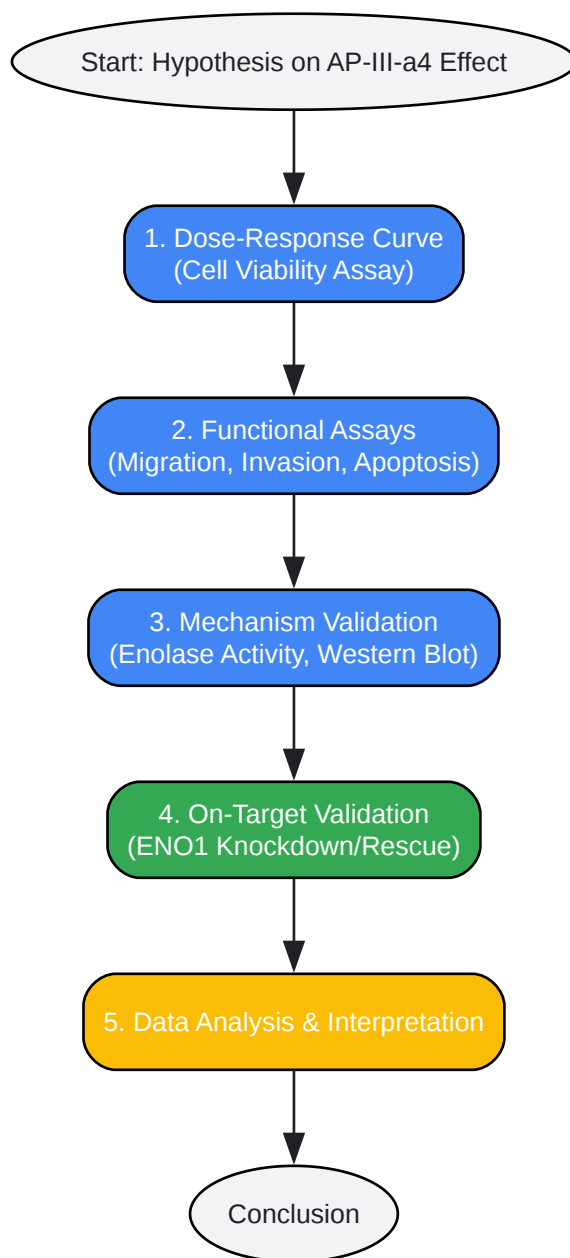 Start: Hypothesis on AP-III-a4 Effect
1. Dose-Response Curve
(Cell Viability Assay)
2. Functional Assays
(Migration, Invasion, Apoptosis)
3. Mechanism Validation
(Enolase Activity, Western Blot)
4. On-Target Validation
(ENO1 Knockdown/Rescue)
5. Data Analysis & Interpretation
Conclusion